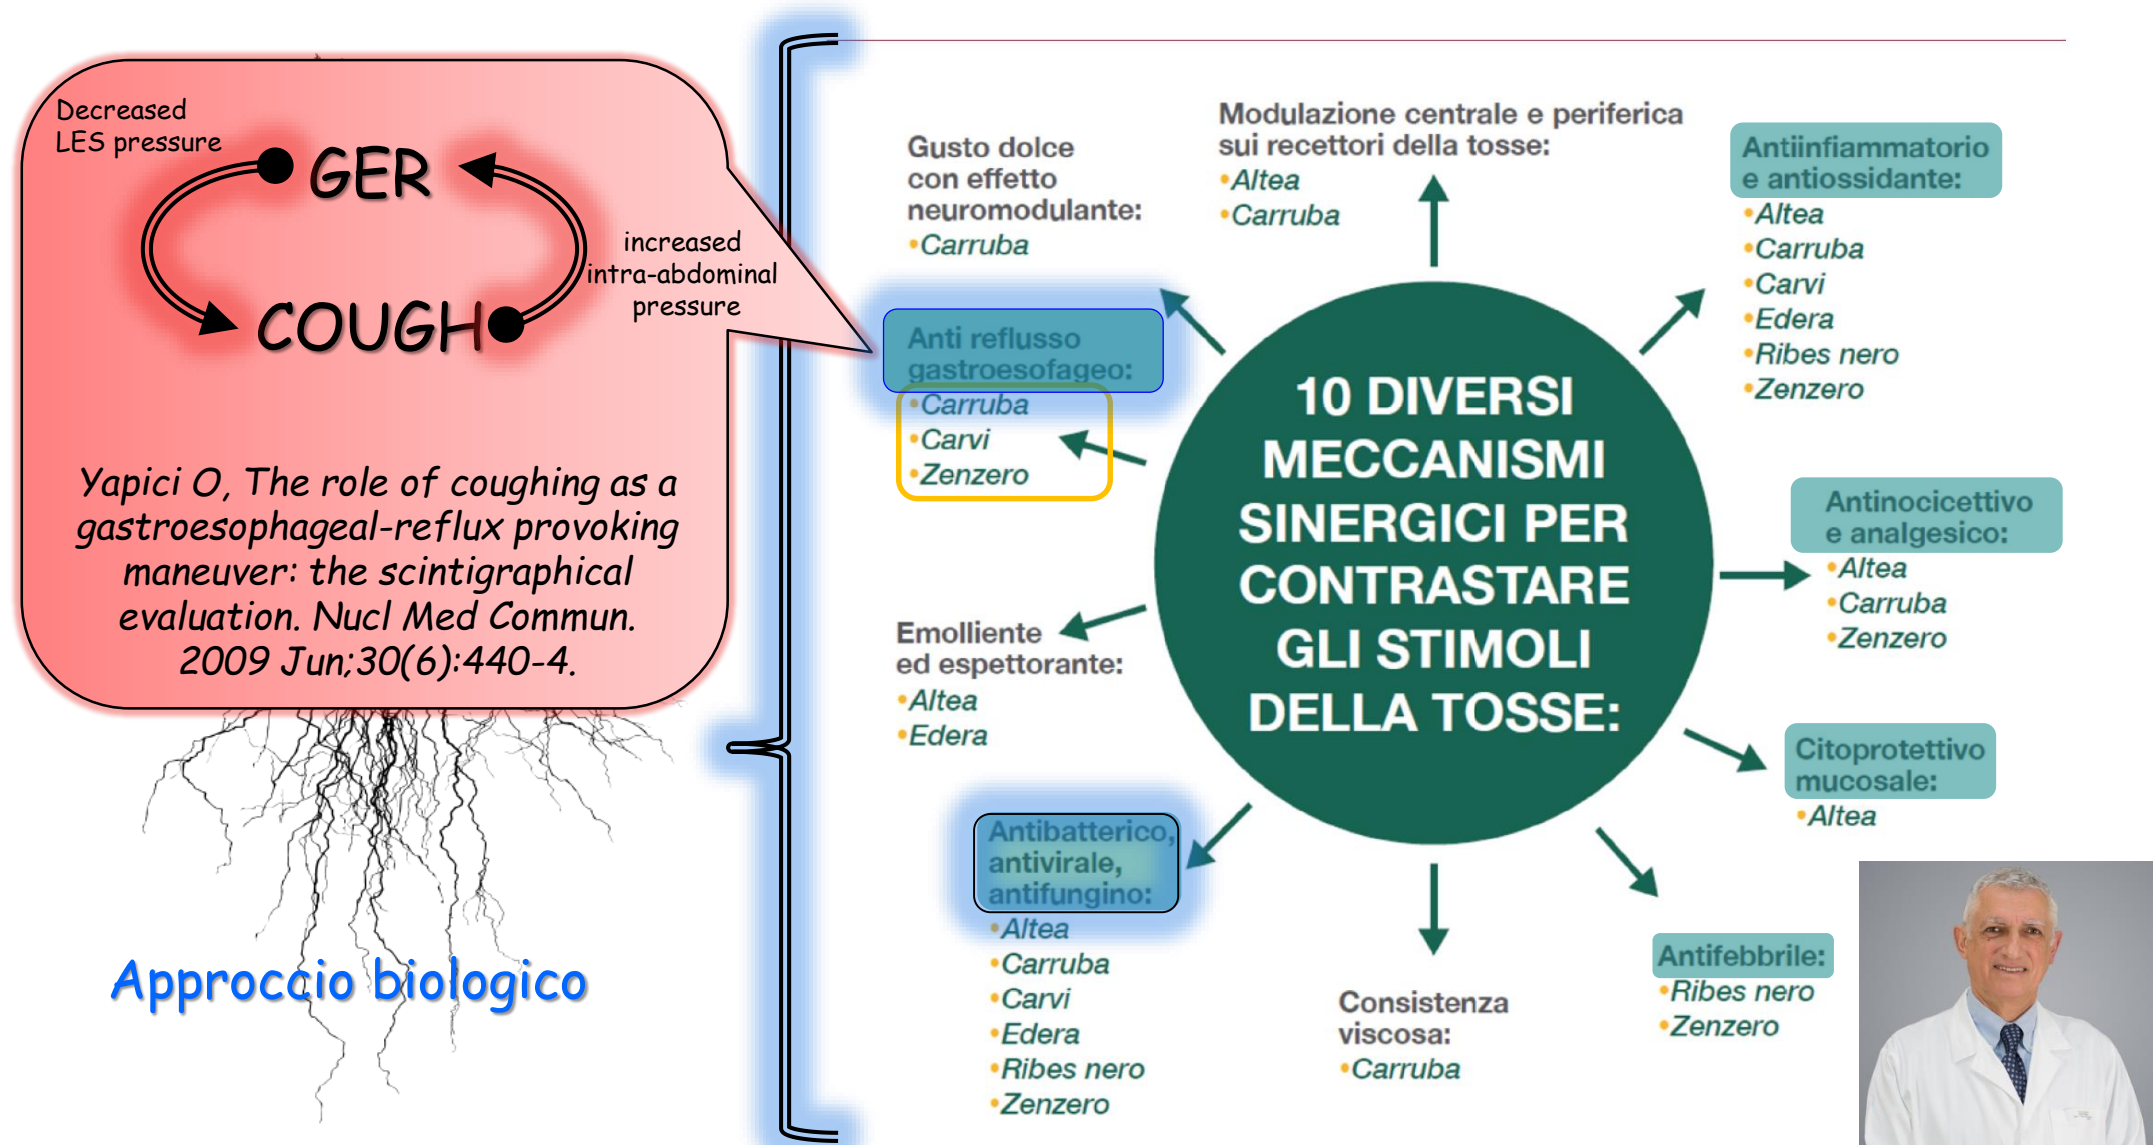 Decreased
LES pressure
GER
COUGH
increased
intra-abdominal
pressure
Yapici O, The role of coughing as a
gastroesophageal-reflux provoking
maneuver: the scintigraphical
evaluation. Nucl Med Commun.
2009 Jun;30(6):440-4.
Approccio biologico
Gusto dolce
con effetto
neuromodulante:
•Carruba
Modulazione centrale e periferica
sui recettori della tosse:
•Altea
•Carruba
Antiinfiammatorio
e antiossidante:
•Altea
•Carruba
•Carvi
•Edera
•Ribes nero
•Zenzero
Anti reflusso
gastroesofageo:
•Carruba
•Carvi
•Zenzero
10 DIVERSI
MECCANISMI
SINERGICI PER
CONTRASTARE
GLI STIMOLI
DELLA TOSSE:
Antinocicettivo
e analgesico:
•Altea
•Carruba
•Zenzero
Emolliente
ed espettorante:
•Altea
•Edera
Citoprotettivo
mucosale:
•Altea
Antibatterico,
antivirale,
antifungino:
•Altea
•Carruba
•Carvi
•Edera
•Ribes nero
•Zenzero
Consistenza
viscosa:
•Carruba
Antifebbrile:
•Ribes nero
•Zenzero